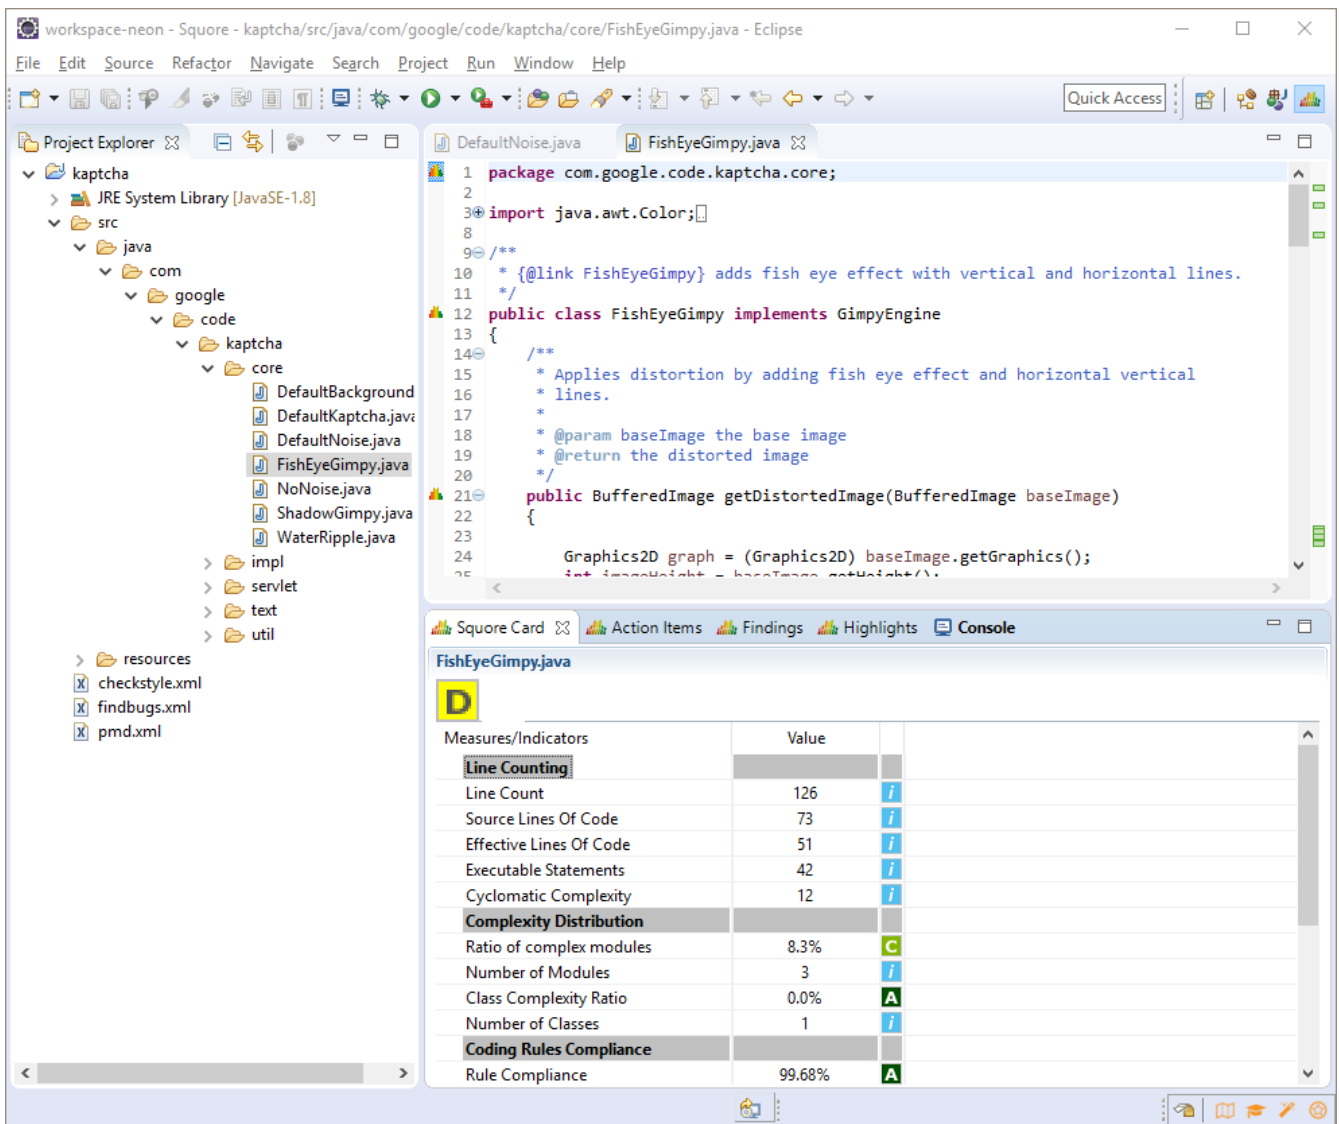 workspace-neon - Squore - kaptcha/src/java/com/google/code/kaptcha/core/FishEyeGimpy.java - Eclipse
File Edit Source Refactor Navigate Search Project Run Window Help
Quick Access
Project Explorer
kaptcha
JRE System Library [JavaSE-1.8]
src
java
com
google
code
kaptcha
core
DefaultBackground
DefaultKaptcha.java
DefaultNoise.java
FishEyeGimpy.java
NoNoise.java
ShadowGimpy.java
WaterRipple.java
impl
servlet
text
util
resources
checkstyle.xml
findbugs.xml
pmd.xml
DefaultNoise.java FishEyeGimpy.java
1 package com.google.code.kaptcha.core;
2
3 import java.awt.Color;
8
9 /**
10 * {@link FishEyeGimpy} adds fish eye effect with vertical and horizontal lines.
11 */
12 public class FishEyeGimpy implements GimpyEngine
13 {
14 /**
15 * Applies distortion by adding fish eye effect and horizontal vertical
16 * lines.
17 *
18 * @param baseImage the base image
19 * @return the distorted image
20 */
21 public BufferedImage getDistortedImage(BufferedImage baseImage)
22 {
23
24 Graphics2D graph = (Graphics2D) baseImage.getGraphics();
25 int imageHeight = baseImage.getHeight();
Squore Card Action Items Findings Highlights Console
FishEyeGimpy.java
D
Measures/Indicators Value
Line Counting
Line Count 126 i
Source Lines Of Code 73 i
Effective Lines Of Code 51 i
Executable Statements 42 i
Cyclomatic Complexity 12 i
Complexity Distribution
Ratio of complex modules 8.3% C
Number of Modules 3 i
Class Complexity Ratio 0.0% A
Number of Classes 1 i
Coding Rules Compliance
Rule Compliance 99.68% A